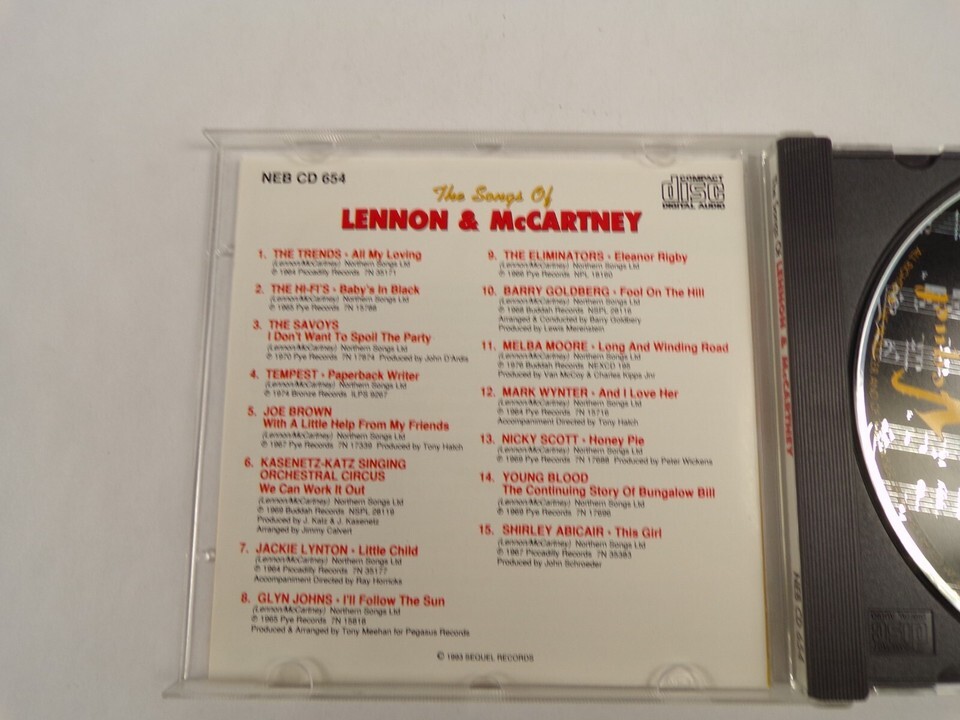 NEB CD 654
COMPACT
disc
DIGITAL AUDIO
The Songs Of
LENNON & McCARTNEY
1. THE TRENDS - All My Loving
(Lennon/McCartney) Northern Songs Ltd
℗ 1964 Piccadilly Records 7N 35171
2. THE HI-FI'S - Baby's In Black
(Lennon/McCartney) Northern Songs Ltd
℗ 1965 Pye Records 7N 15788
3. THE SAVOYS
I Don't Want To Spoil The Party
(Lennon/McCartney) Northern Songs Ltd
℗ 1970 Pye Records 7N 17874 Produced by John D'Ardis
4. TEMPEST - Paperback Writer
(Lennon/McCartney) Northern Songs Ltd
℗ 1974 Bronze Records ILPS 9267
5. JOE BROWN
With A Little Help From My Friends
(Lennon/McCartney) Northern Songs Ltd
℗ 1967 Pye Records 7N 17339 Produced by Tony Hatch
6. KASENETZ-KATZ SINGING
ORCHESTRAL CIRCUS
We Can Work It Out
(Lennon/McCartney) Northern Songs Ltd
℗ 1969 Buddah Records NSPL 28119
Produced by J. Katz & J. Kasenetz
Arranged by Jimmy Calvert
7. JACKIE LYNTON - Little Child
(Lennon/McCartney) Northern Songs Ltd
℗ 1964 Piccadilly Records 7N 35177
Accompaniment Directed by Ray Horricks
8. GLYN JOHNS - I'll Follow The Sun
(Lennon/McCartney) Northern Songs Ltd
℗ 1965 Pye Records 7N 15818
Produced & Arranged by Tony Meehan for Pegasus Records
9. THE ELIMINATORS - Eleanor Rigby
(Lennon/McCartney) Northern Songs Ltd
℗ 1966 Pye Records NPL 18160
10. BARRY GOLDBERG - Fool On The Hill
(Lennon/McCartney) Northern Songs Ltd
℗ 1968 Buddah Records NSPL 28116
Arranged & Conducted by Barry Goldberg
Produced by Lewis Merenstein
11. MELBA MOORE - Long And Winding Road
(Lennon/McCartney) Northern Songs Ltd
℗ 1976 Buddah Records NEXCD 195
Produced by Van McCoy & Charles Kipps Jnr
12. MARK WYNTER - And I Love Her
(Lennon/McCartney) Northern Songs Ltd
℗ 1964 Pye Records 7N 15716
Accompaniment Directed by Tony Hatch
13. NICKY SCOTT - Honey Pie
(Lennon/McCartney) Northern Songs Ltd
℗ 1969 Pye Records 7N 17688 Produced by Peter Wickens
14. YOUNG BLOOD
The Continuing Story Of Bungalow Bill
(Lennon/McCartney) Northern Songs Ltd
℗ 1969 Pye Records 7N 17696
15. SHIRLEY ABICAIR - This Girl
(Lennon/McCartney) Northern Songs Ltd
℗ 1967 Piccadilly Records 7N 35383
Produced by John Schroeder
© 1993 SEQUEL RECORDS
The Songs Of LENNON & McCARTNEY
NEB CD 654